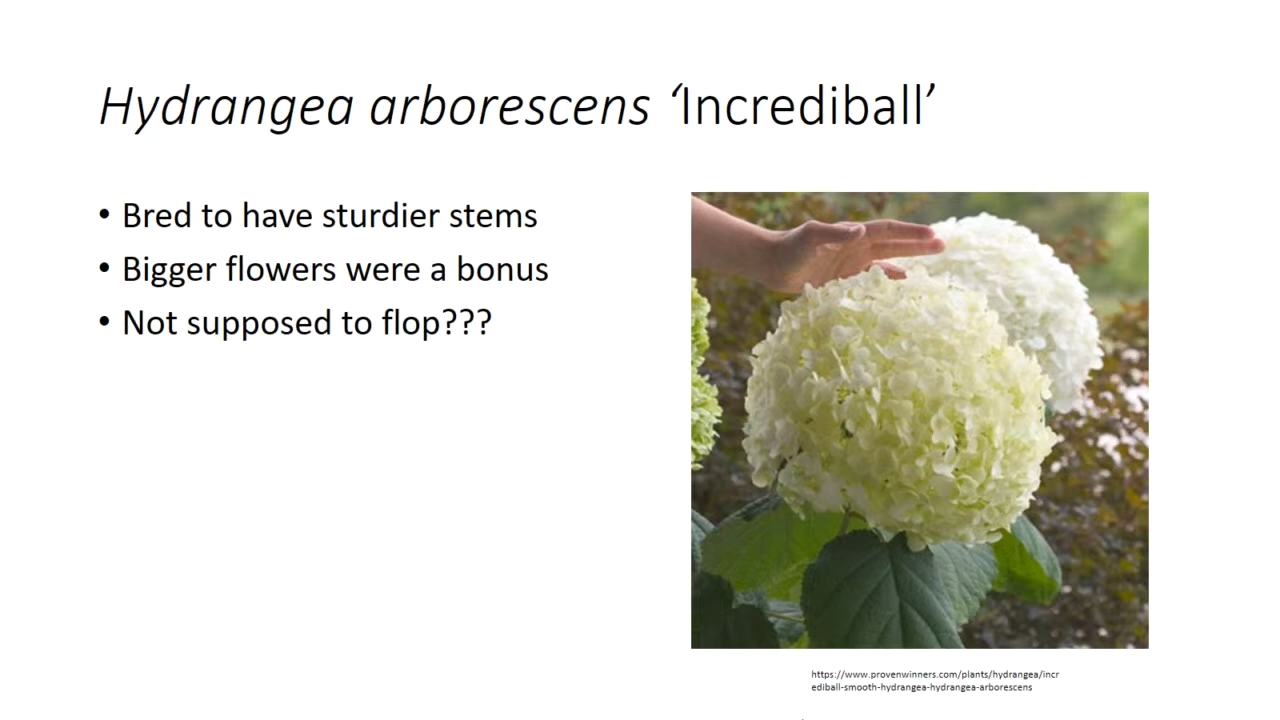 Hydrangea arborescens ‘Incrediball’
• Bred to have sturdier stems
• Bigger flowers were a bonus
• Not supposed to flop???
https://www.provenwinners.com/plants/hydrangea/incr
ediball-smooth-hydrangea-hydrangea-arborescens